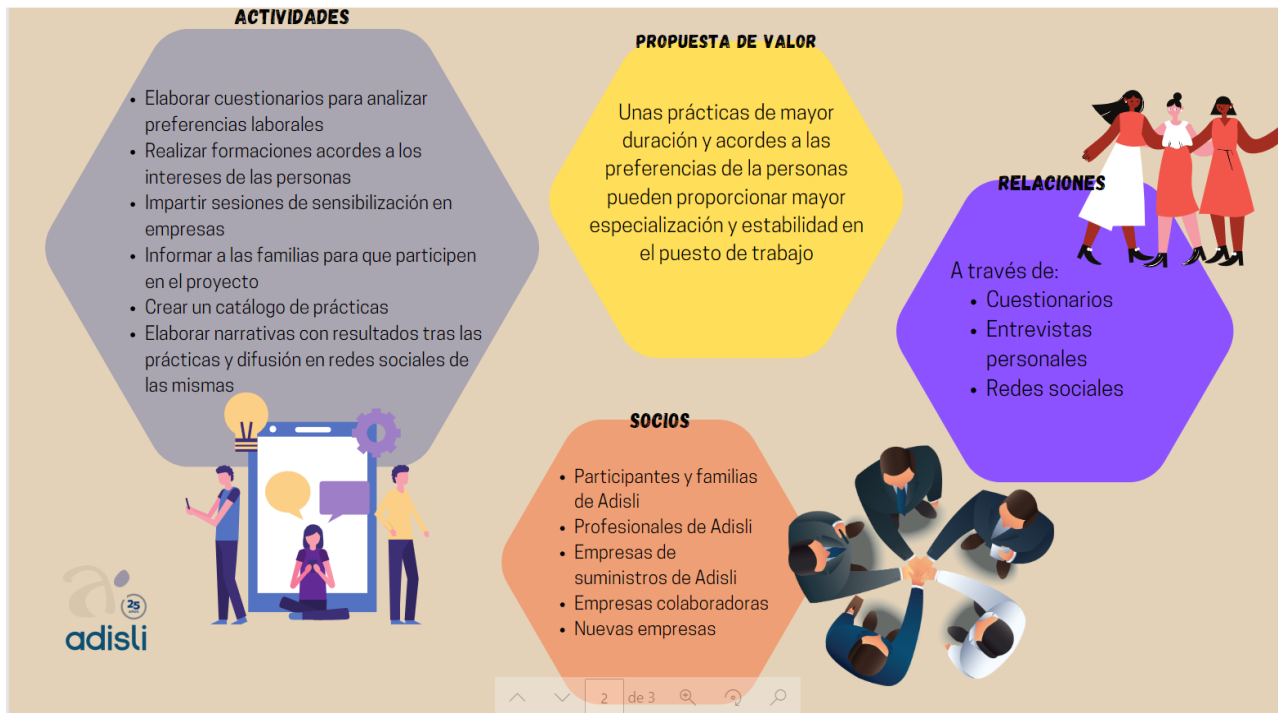 ACTIVIDADES
• Elaborar cuestionarios para analizar
preferencias laborales
• Realizar formaciones acordes a los
intereses de las personas
• Impartir sesiones de sensibilización en
empresas
• Informar a las familias para que participen
en el proyecto
• Crear un catálogo de prácticas
• Elaborar narrativas con resultados tras las
prácticas y difusión en redes sociales de
las mismas
PROPUESTA DE VALOR
Unas prácticas de mayor
duración y acordes a las
preferencias de la personas
pueden proporcionar mayor
especialización y estabilidad en
el puesto de trabajo
RELACIONES
A través de:
• Cuestionarios
• Entrevistas
personales
• Redes sociales
SOCIOS
• Participantes y familias
de Adisli
• Profesionales de Adisli
• Empresas de
suministros de Adisli
• Empresas colaboradoras
• Nuevas empresas
25
adisli
2 de 3